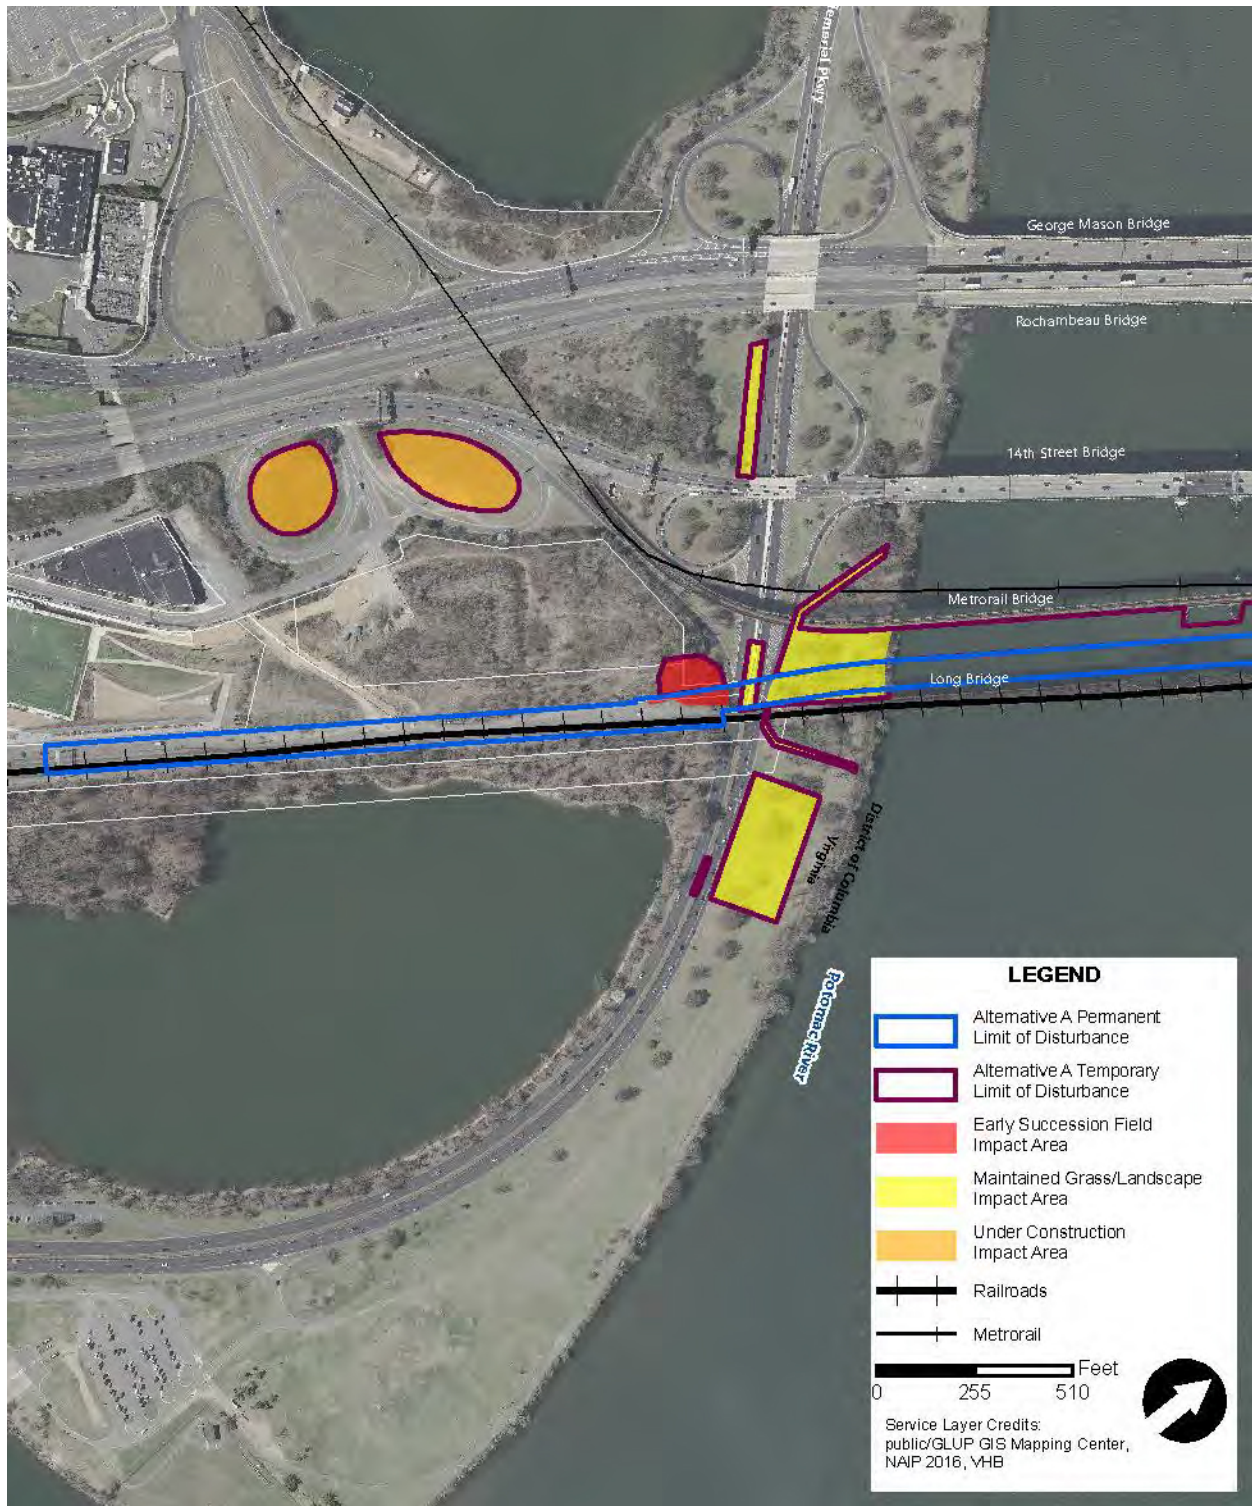 Memorial Pkwy
George Mason Bridge
Rochambeau Bridge
14th Street Bridge
Metrorail Bridge
Long Bridge
District of Columbia
Virginia
Potomac River
LEGEND
Alternative A Permanent
Limit of Disturbance
Alternative A Temporary
Limit of Disturbance
Early Succession Field
Impact Area
Maintained Grass/Landscape
Impact Area
Under Construction
Impact Area
Railroads
Metrorail
Feet
0 255 510
Service Layer Credits:
public/GLUP GIS Mapping Center,
NAIP 2016, VHB